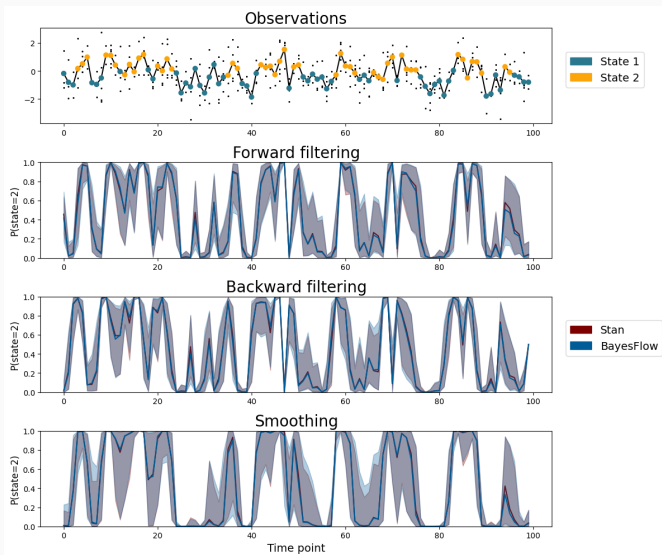 Observations
2
0
−2
0 20 40 60 80 100
State 1
State 2
Forward filtering
P(state=2)
1.0
0.8
0.6
0.4
0.2
0.0
0 20 40 60 80 100
Backward filtering
P(state=2)
1.0
0.8
0.6
0.4
0.2
0.0
0 20 40 60 80 100
Stan
BayesFlow
Smoothing
P(state=2)
1.0
0.8
0.6
0.4
0.2
0.0
0 20 40 60 80 100
Time point